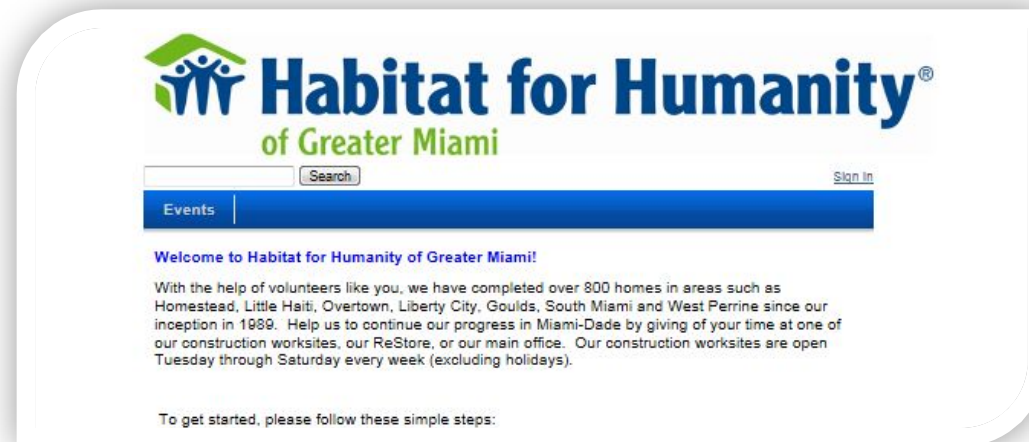 Habitat for Humanity®
of Greater Miami
Search
Sign In
Events
Welcome to Habitat for Humanity of Greater Miami!
With the help of volunteers like you, we have completed over 800 homes in areas such as
Homestead, Little Haiti, Overtown, Liberty City, Goulds, South Miami and West Perrine since our
inception in 1989.  Help us to continue our progress in Miami-Dade by giving of your time at one of
our construction worksites, our ReStore, or our main office.  Our construction worksites are open
Tuesday through Saturday every week (excluding holidays).
To get started, please follow these simple steps: